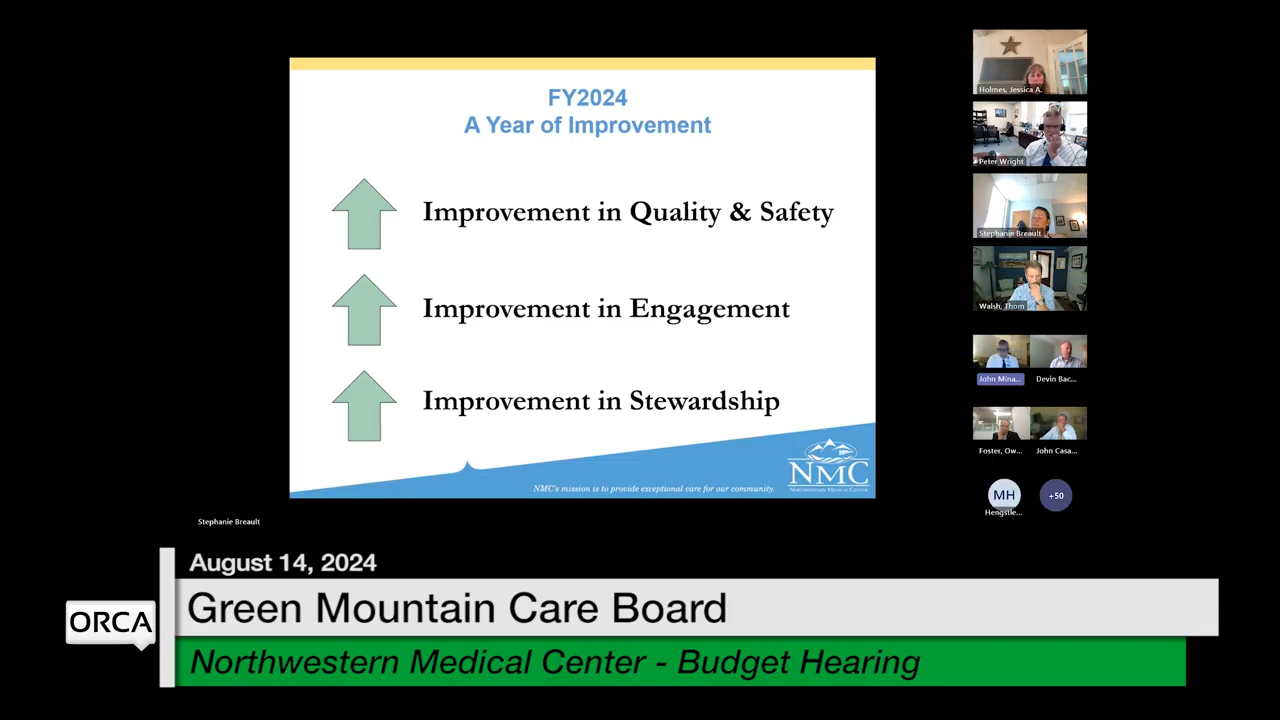 FY2024
A Year of Improvement
Improvement in Quality & Safety
Improvement in Engagement
Improvement in Stewardship
NMC's mission is to provide exceptional care for our community.
NMC
NORTHWESTERN MEDICAL CENTER
Holmes, Jessica A.
Peter Wright
Stephanie Breault
Walsh, Thom
John Mina...
Devin Bac...
Foster, Ow...
John Casa...
MH
+50
Hengstle...
Stephanie Breault
August 14, 2024
ORCA
Green Mountain Care Board
Northwestern Medical Center - Budget Hearing